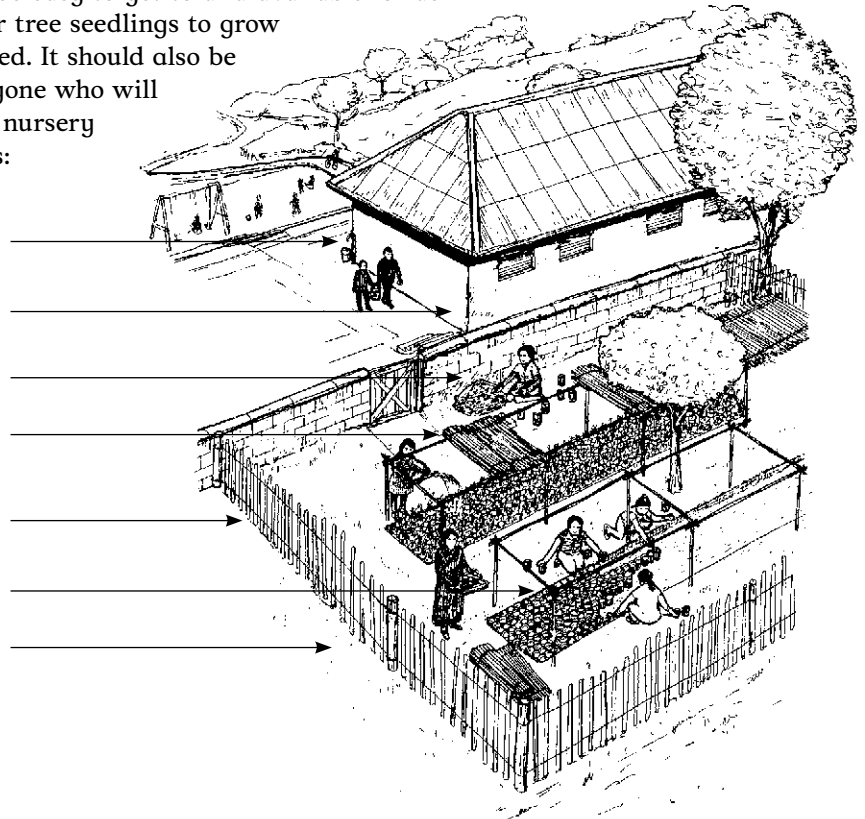 r tree seedlings to grow
ed. It should also be
yone who will
nursery
s: